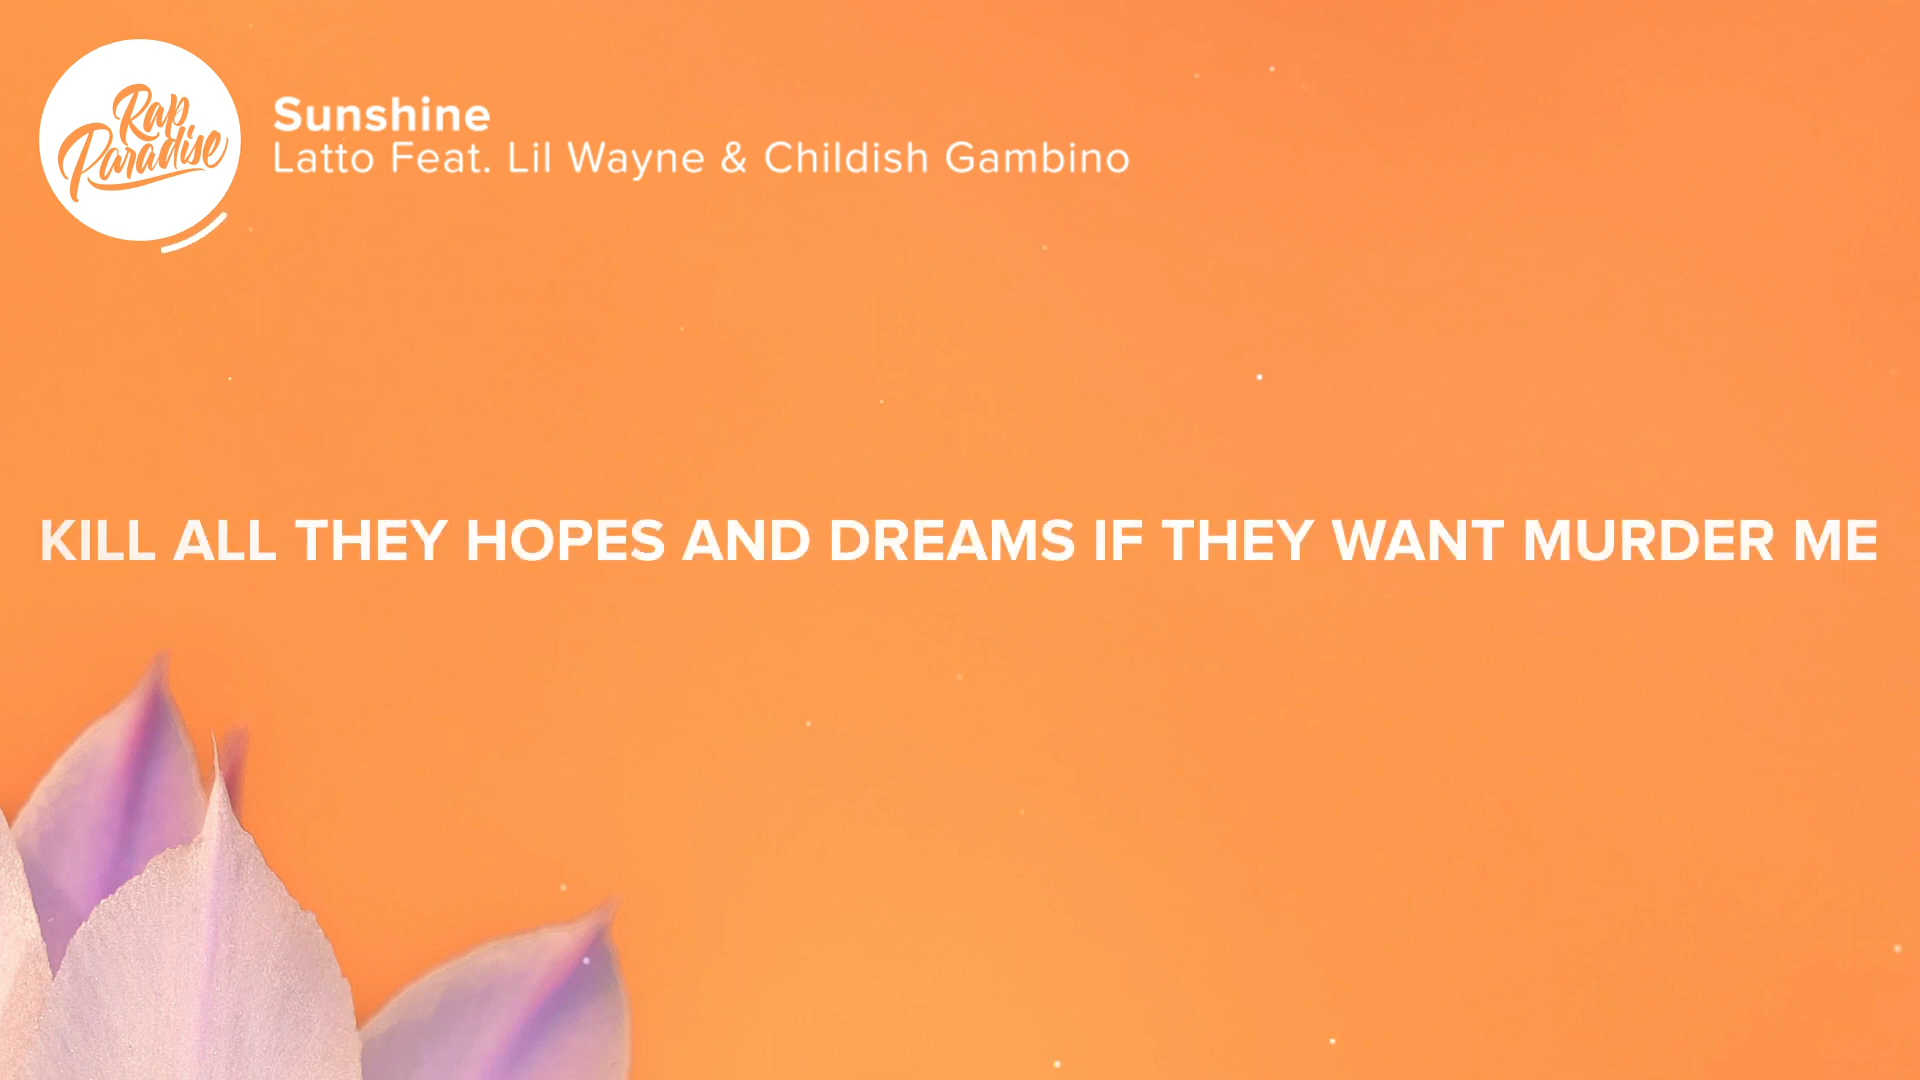 Rap
Paradise
Sunshine
Latto Feat. Lil Wayne & Childish Gambino
KILL ALL THEY HOPES AND DREAMS IF THEY WANT MURDER ME